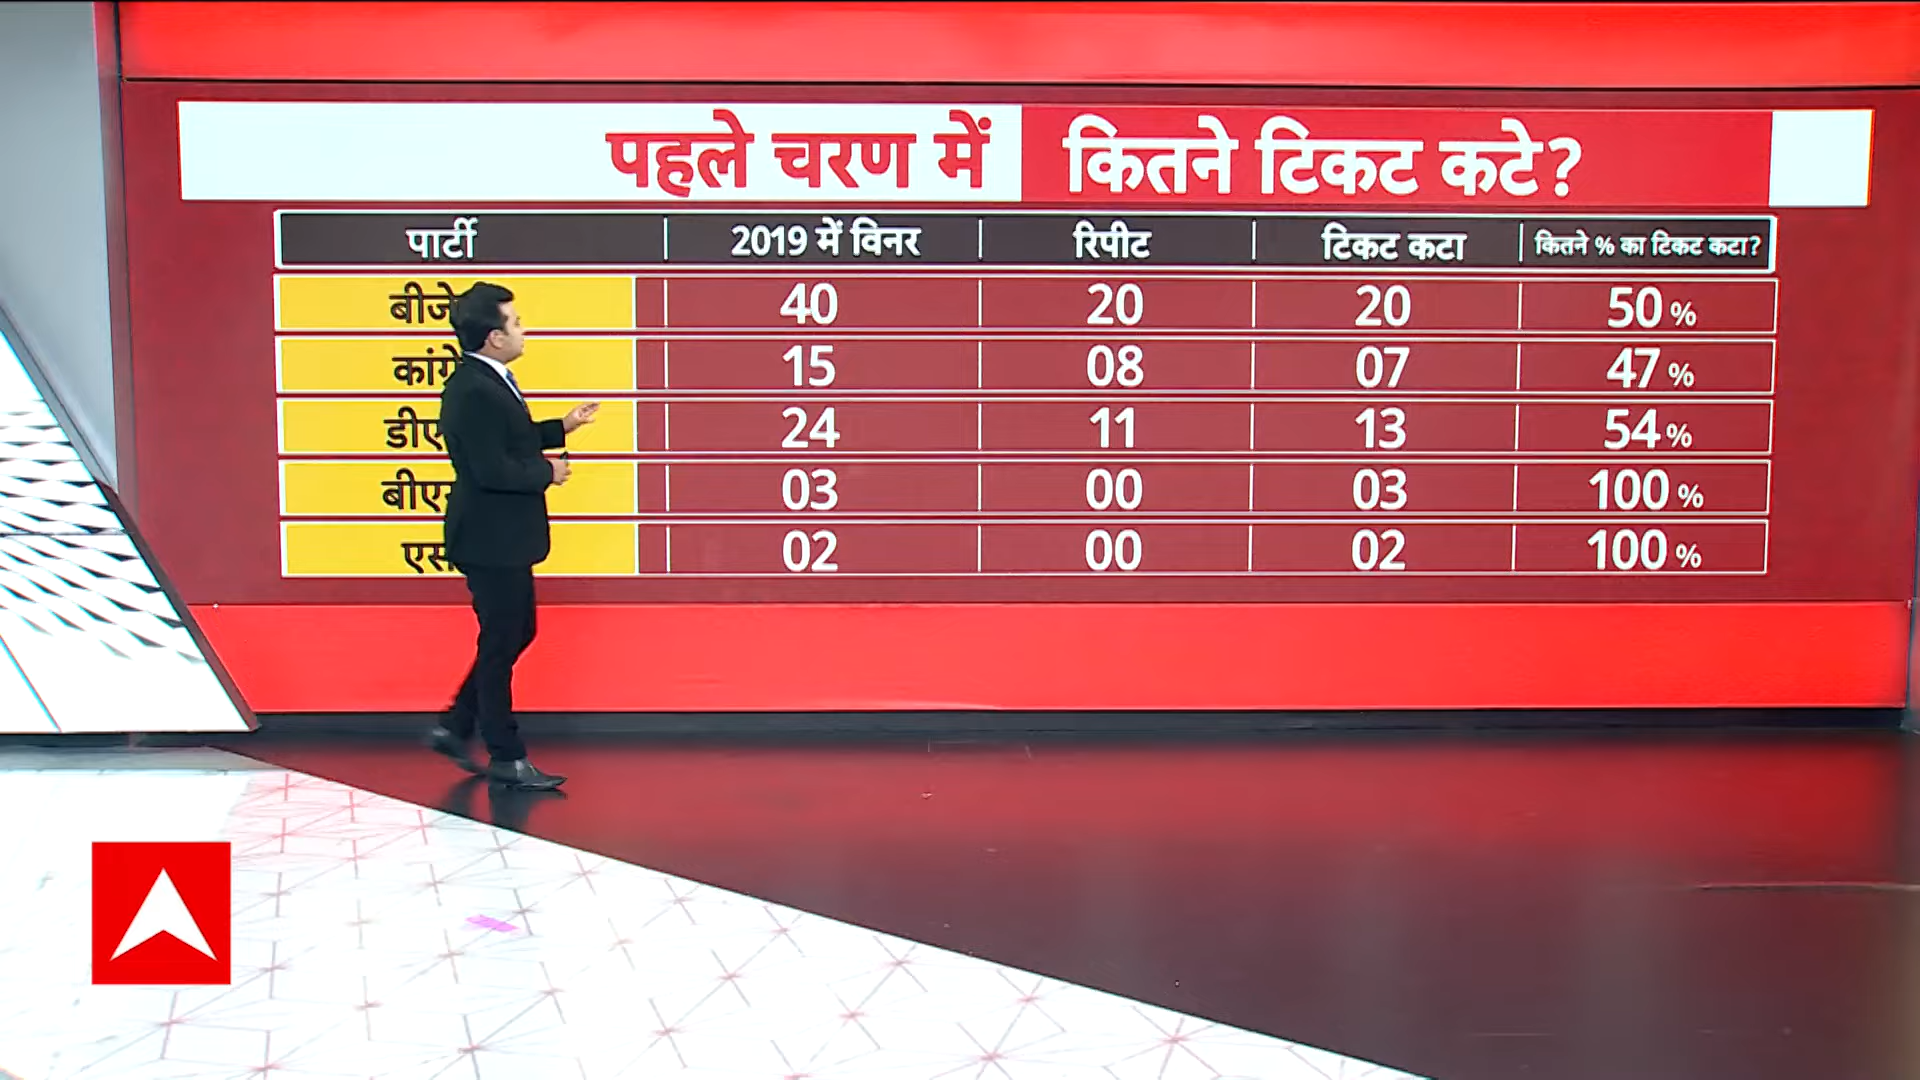 पहले चरण में कितने टिकट कटे?
पार्टी 2019 में विनर रिपीट टिकट कटा कितने % का टिकट कटा?
40 20 20 50 %
15 08 07 47 %
24 11 13 54 %
03 00 03 100 %
02 00 02 100 %